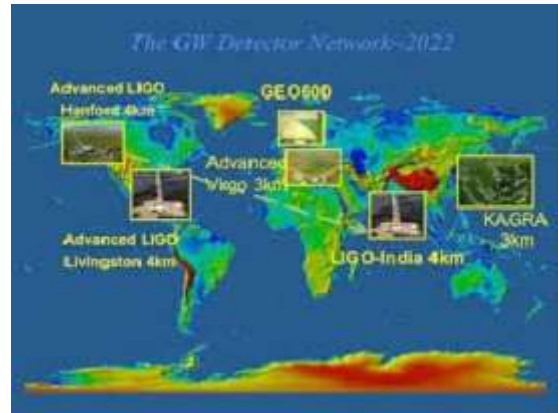 The GW Detector Network~2022
Advanced LIGO
Hanford 4km
GEO600
Advanced
Virgo 3km
KAGRA
3km
Advanced LIGO
Livingston 4km
LIGO-India 4km